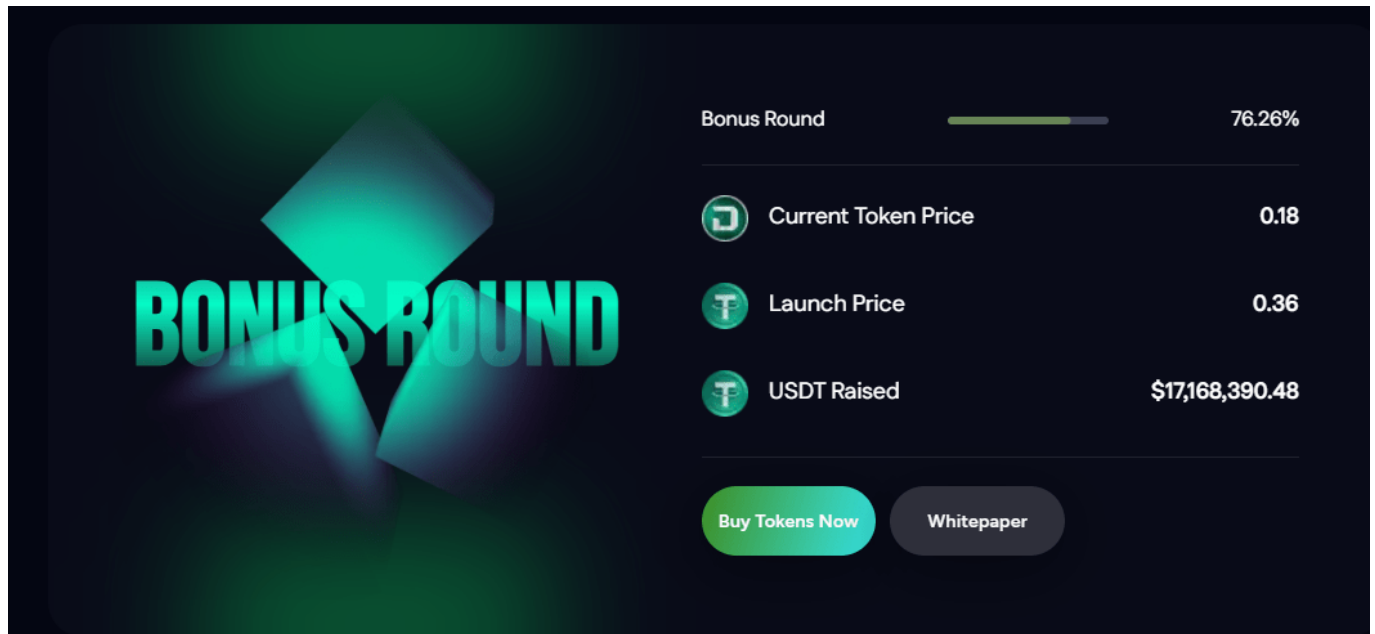 BONUS ROUND
Bonus Round 76.26%
Current Token Price 0.18
Launch Price 0.36
USDT Raised $17,168,390.48
Buy Tokens Now Whitepaper